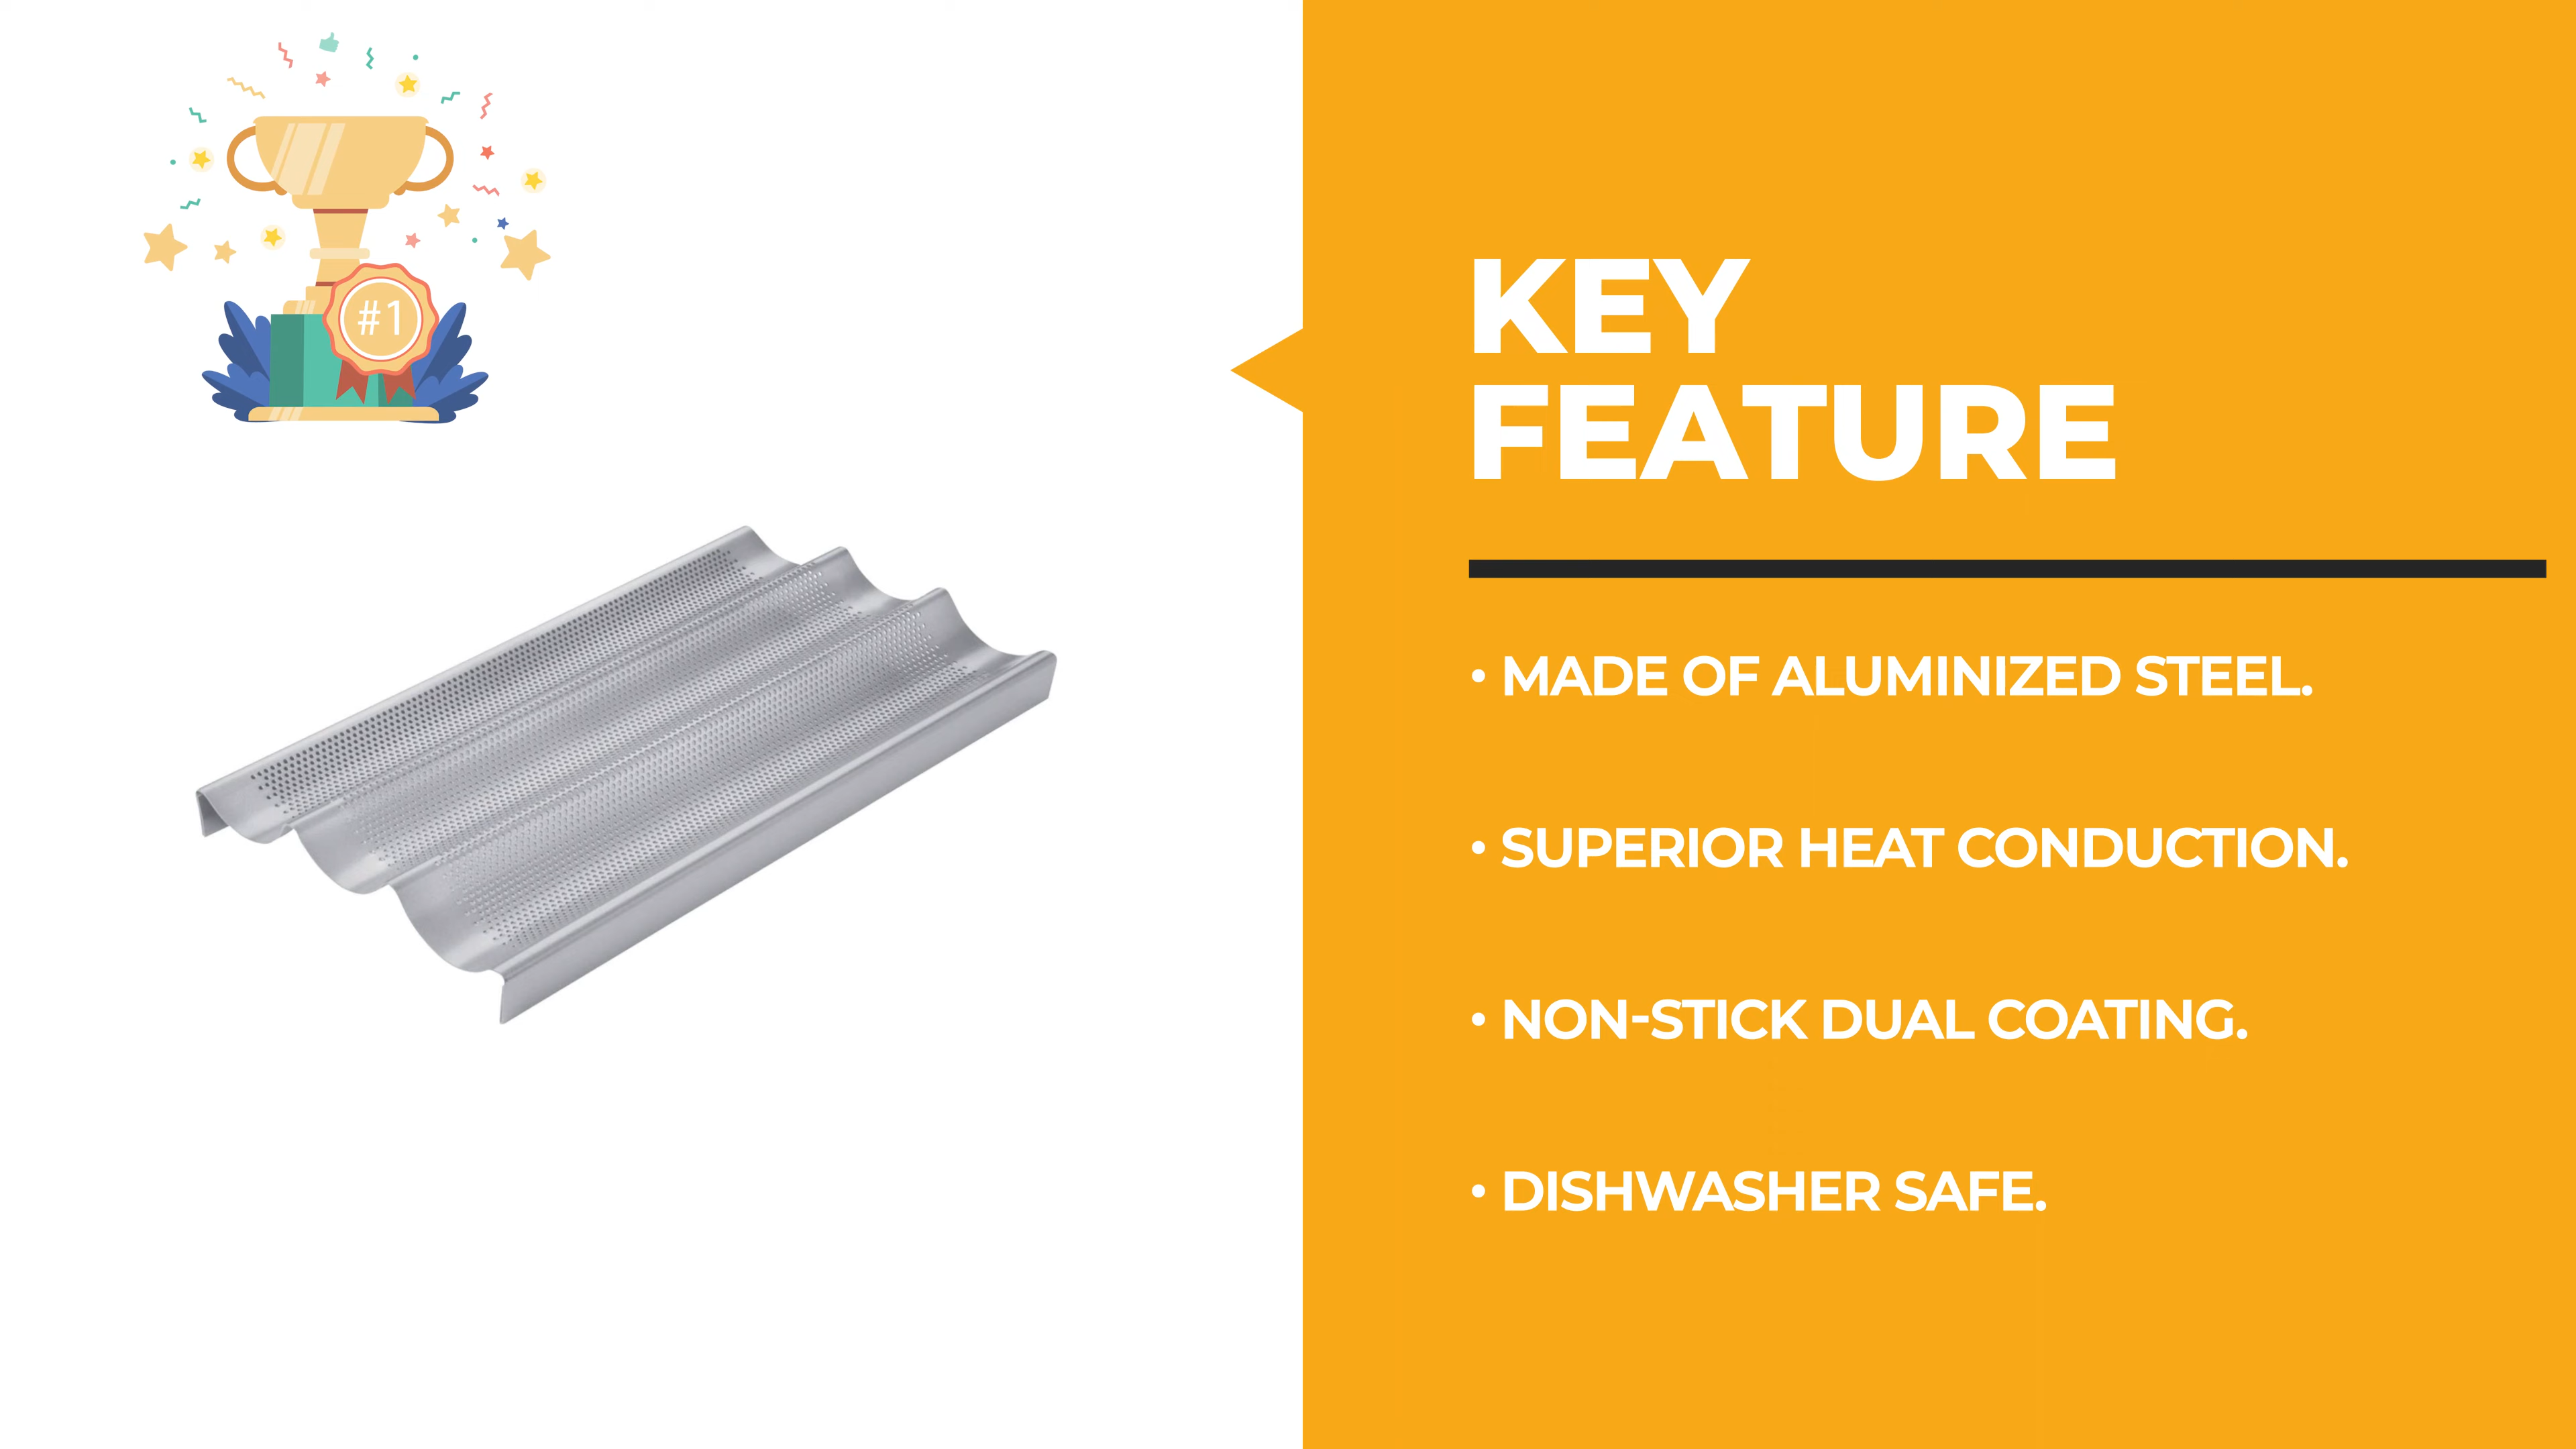 #1
KEY
FEATURE
• MADE OF ALUMINIZED STEEL.
• SUPERIOR HEAT CONDUCTION.
• NON-STICK DUAL COATING.
• DISHWASHER SAFE.